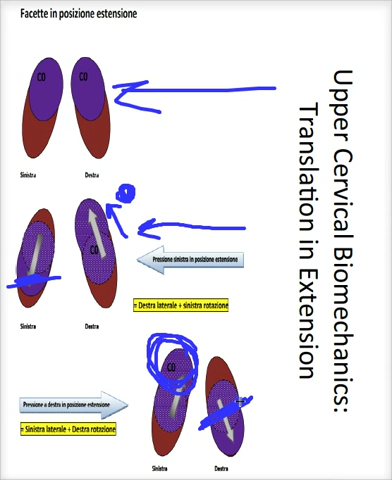 Facette in posizione estensione
Upper Cervical Biomechanics:
Translation in Extension
C0
C0
Sinistra
Destra
C0
Pressione sinistra in posizione estensione
= Destra laterale + sinistra rotazione
Sinistra
Destra
C0
Pressione a destra in posizione estensione
= Sinistra laterale + Destra rotazione
Sinistra
Destra